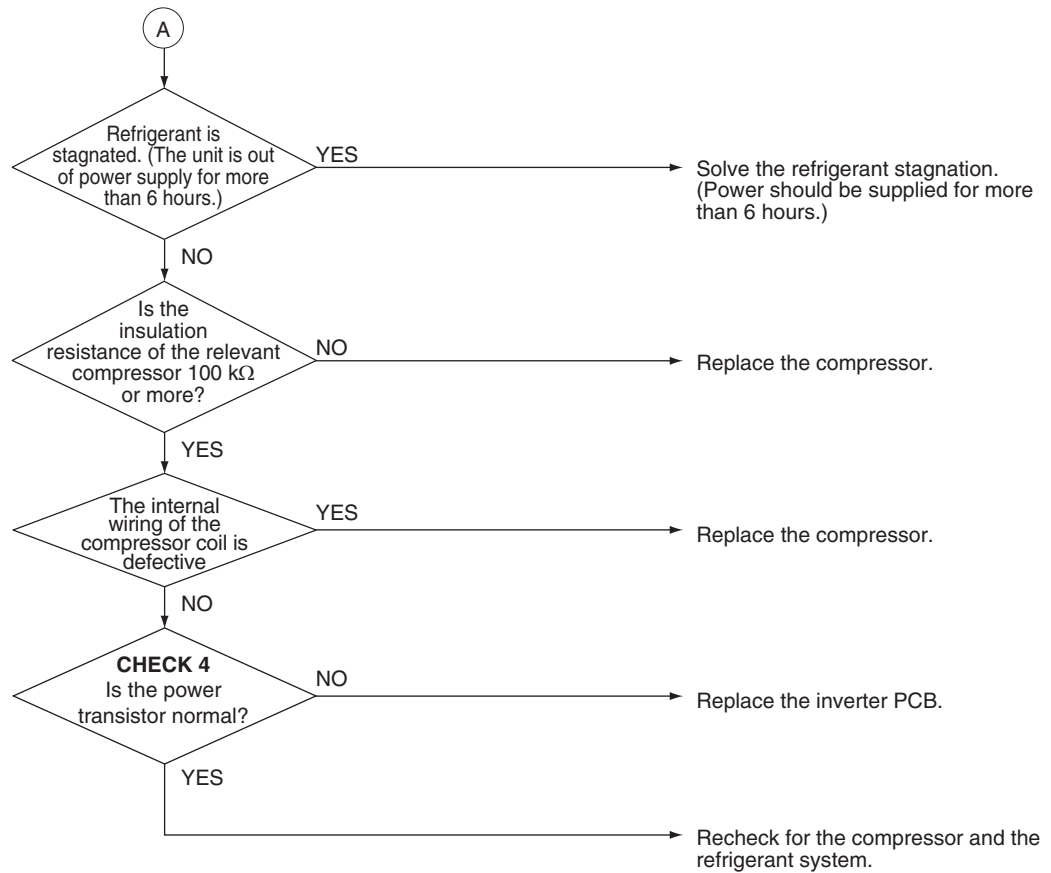 A
Refrigerant is
stagnated. (The unit is out
of power supply for more
than 6 hours.)
YES
Solve the refrigerant stagnation.
(Power should be supplied for more
than 6 hours.)
NO
Is the
insulation
resistance of the relevant
compressor 100 kΩ
or more?
NO
Replace the compressor.
YES
The internal
wiring of the
compressor coil is
defective
YES
Replace the compressor.
NO
CHECK 4
Is the power
transistor normal?
NO
Replace the inverter PCB.
YES
Recheck for the compressor and the
refrigerant system.